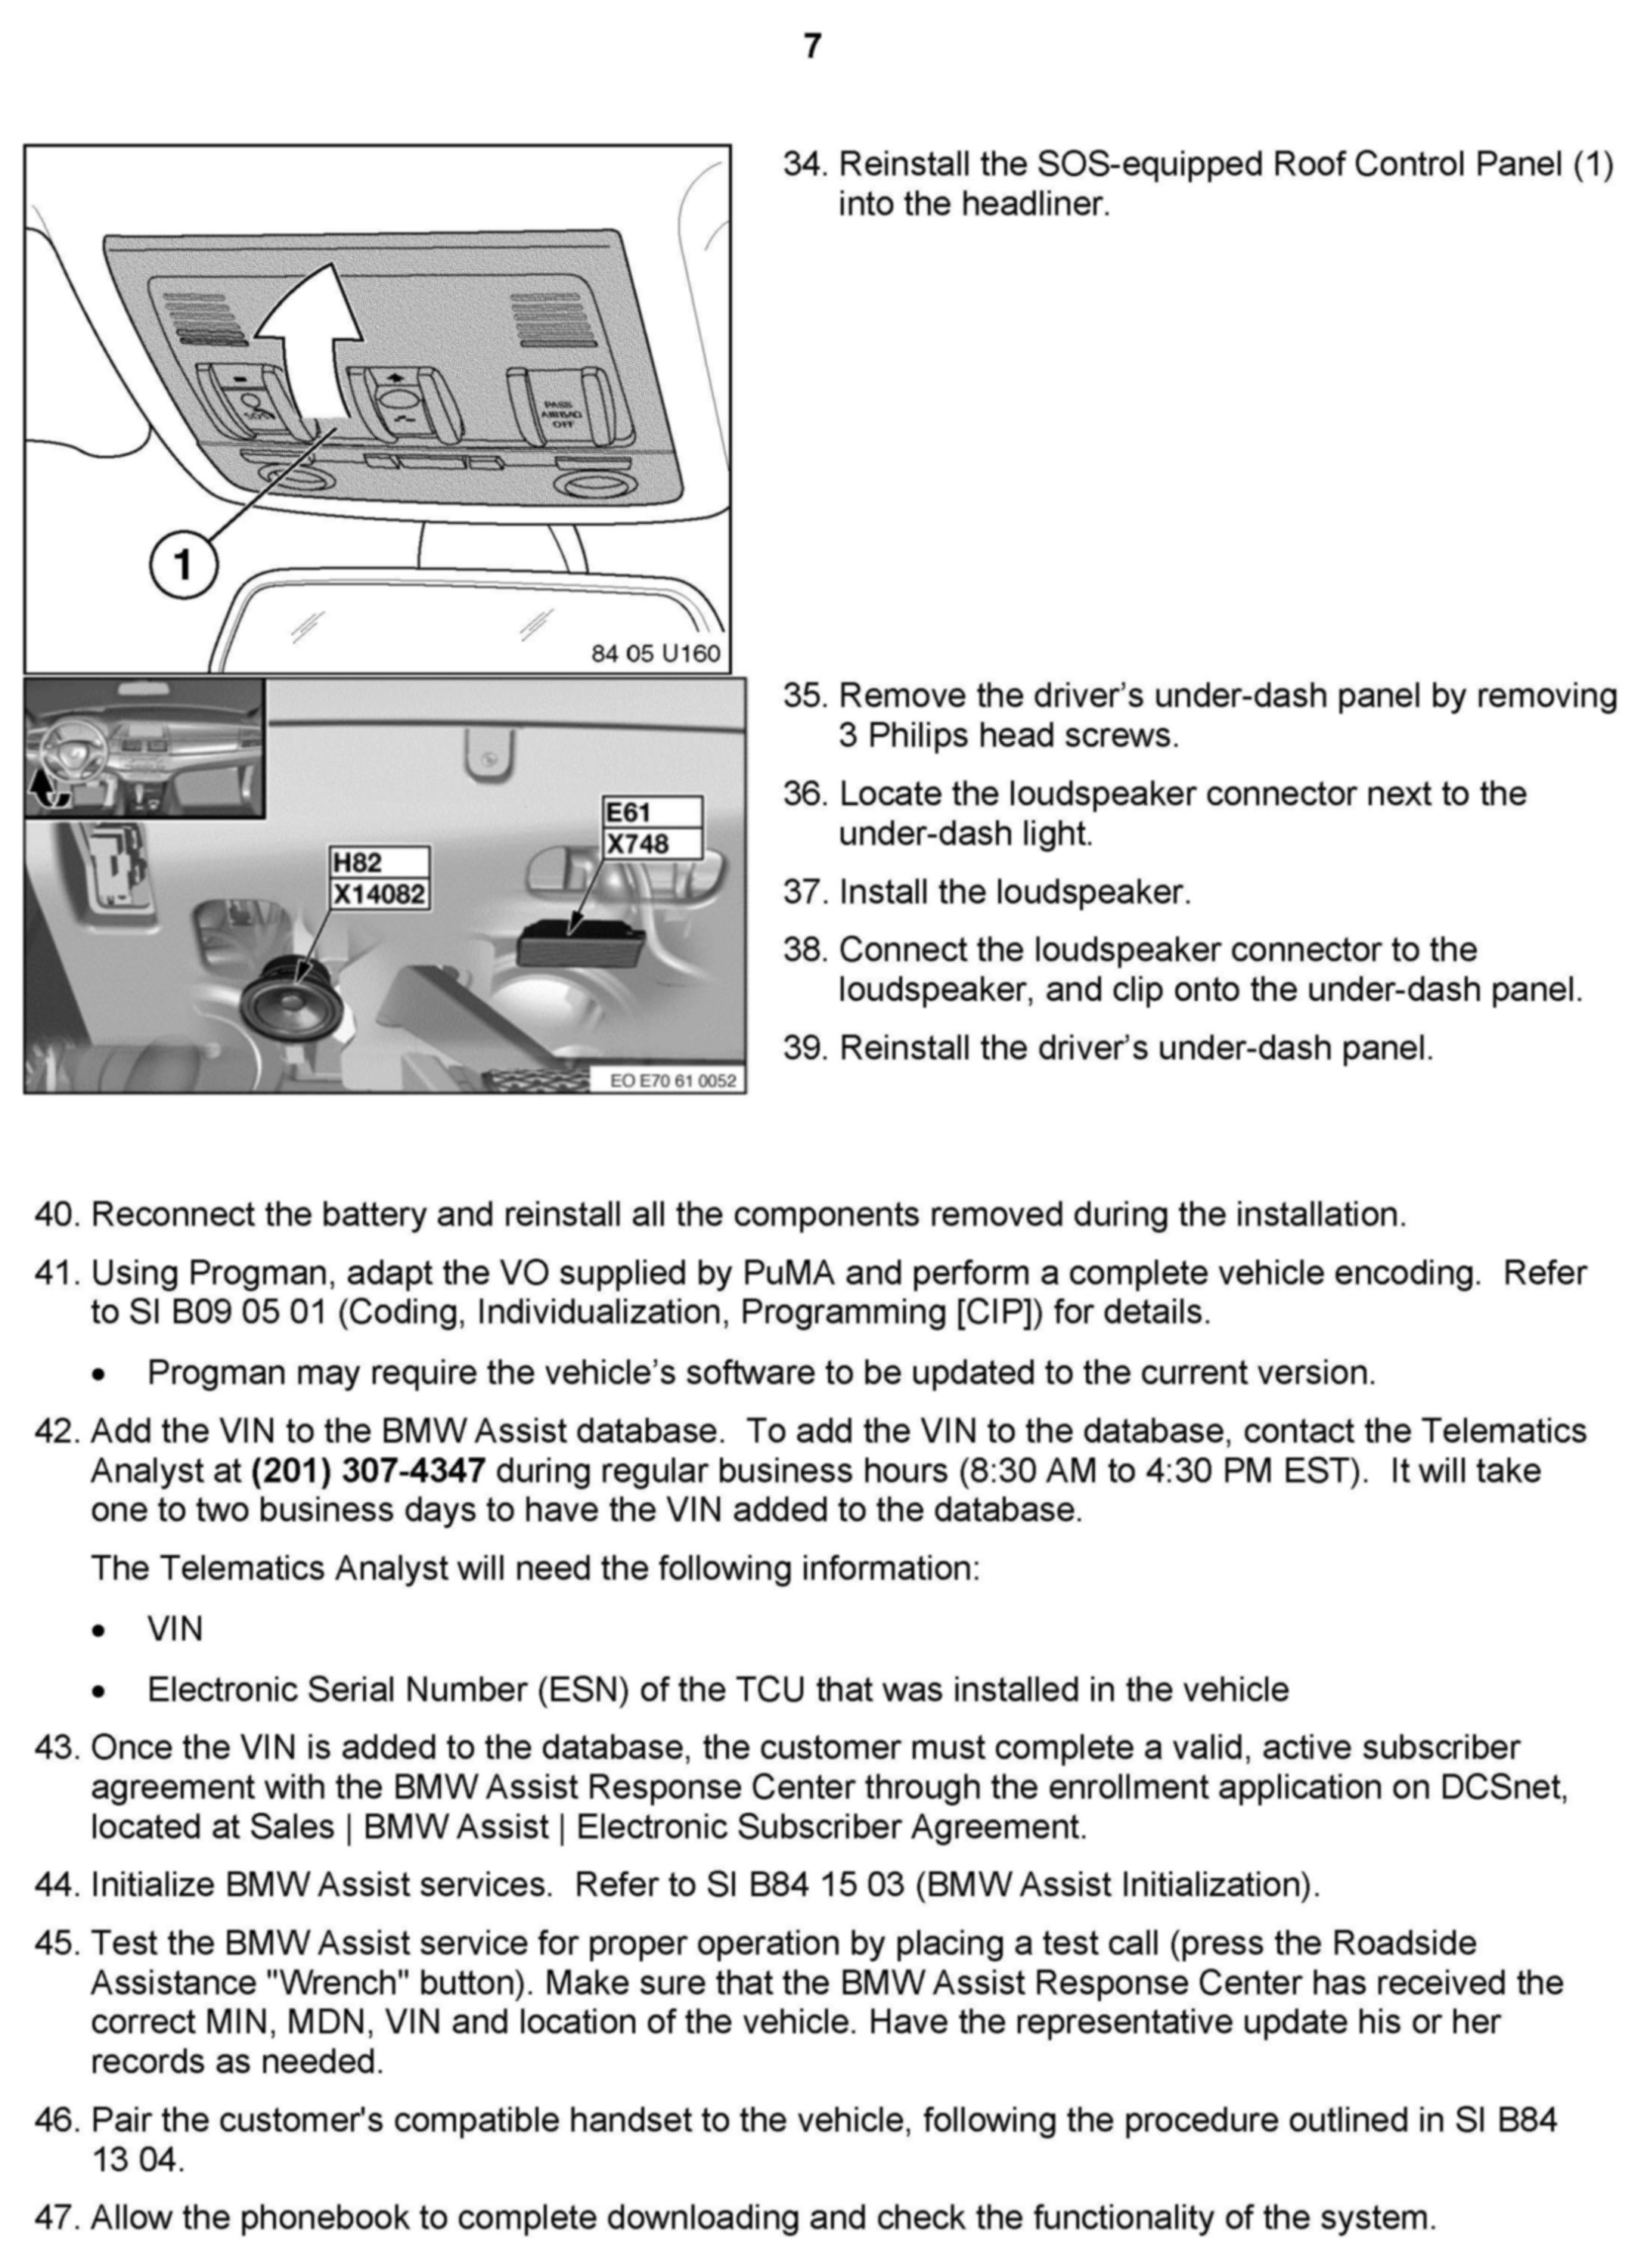 7
34. Reinstall the SOS-equipped Roof Control Panel (1)
into the headliner.
SOS
PASS
AIRBAG
OFF
1
84 05 U160
35. Remove the driver’s under-dash panel by removing
3 Philips head screws.
36. Locate the loudspeaker connector next to the
under-dash light.
37. Install the loudspeaker.
38. Connect the loudspeaker connector to the
loudspeaker, and clip onto the under-dash panel.
39. Reinstall the driver’s under-dash panel.
E61
X748
H82
X14082
EO E70 61 0052
40. Reconnect the battery and reinstall all the components removed during the installation.
41. Using Progman, adapt the VO supplied by PuMA and perform a complete vehicle encoding. Refer
to SI B09 05 01 (Coding, Individualization, Programming [CIP]) for details.
• Progman may require the vehicle’s software to be updated to the current version.
42. Add the VIN to the BMW Assist database. To add the VIN to the database, contact the Telematics
Analyst at (201) 307-4347 during regular business hours (8:30 AM to 4:30 PM EST). It will take
one to two business days to have the VIN added to the database.
The Telematics Analyst will need the following information:
• VIN
• Electronic Serial Number (ESN) of the TCU that was installed in the vehicle
43. Once the VIN is added to the database, the customer must complete a valid, active subscriber
agreement with the BMW Assist Response Center through the enrollment application on DCSnet,
located at Sales | BMW Assist | Electronic Subscriber Agreement.
44. Initialize BMW Assist services. Refer to SI B84 15 03 (BMW Assist Initialization).
45. Test the BMW Assist service for proper operation by placing a test call (press the Roadside
Assistance "Wrench" button). Make sure that the BMW Assist Response Center has received the
correct MIN, MDN, VIN and location of the vehicle. Have the representative update his or her
records as needed.
46. Pair the customer's compatible handset to the vehicle, following the procedure outlined in SI B84
13 04.
47. Allow the phonebook to complete downloading and check the functionality of the system.